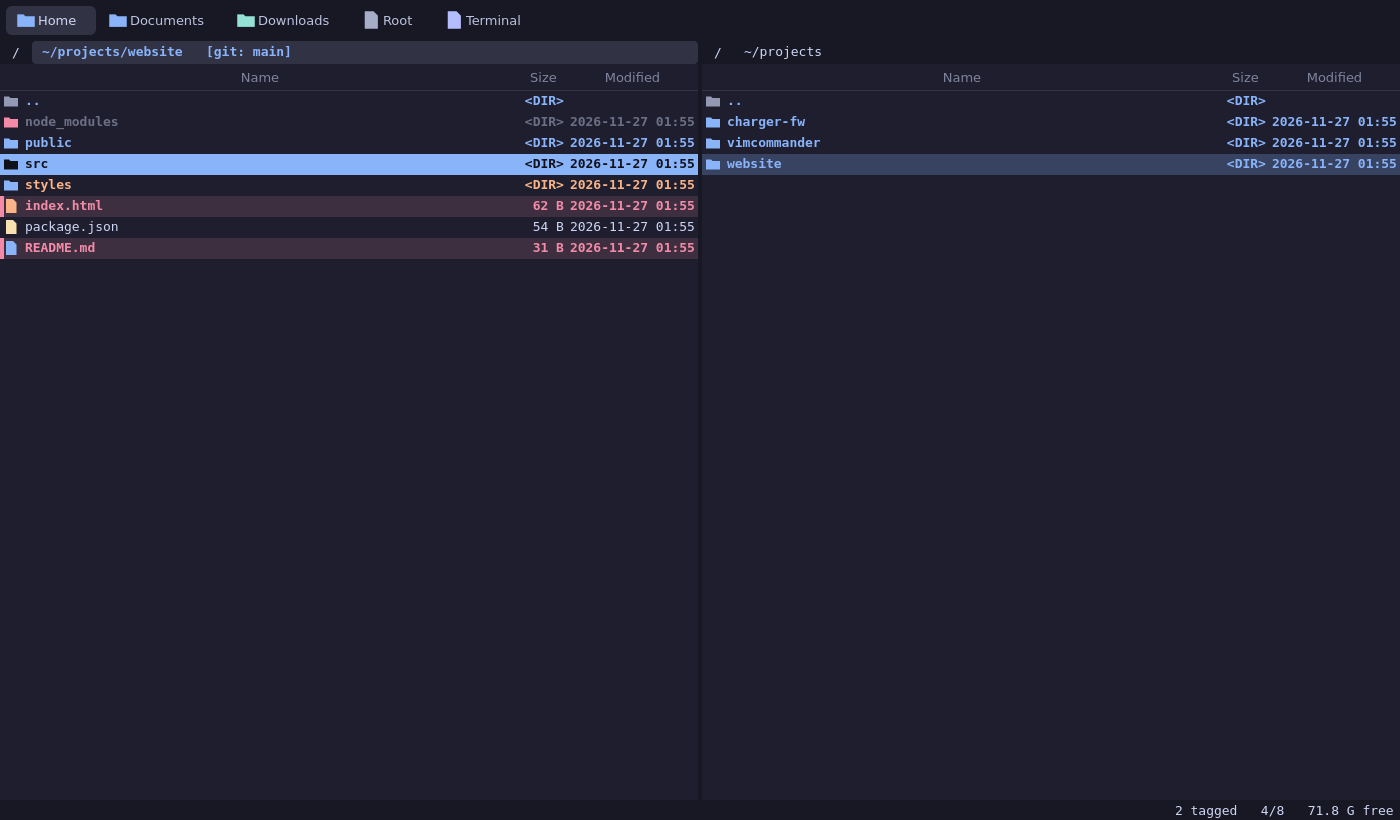 Home Documents Downloads Root Terminal
/ ~/projects/website [git: main]
Name Size Modified
.. <DIR>
node_modules <DIR> 2026-11-27 01:55
public <DIR> 2026-11-27 01:55
src <DIR> 2026-11-27 01:55
styles <DIR> 2026-11-27 01:55
index.html 62 B 2026-11-27 01:55
package.json 54 B 2026-11-27 01:55
README.md 31 B 2026-11-27 01:55
/ ~/projects
Name Size Modified
.. <DIR>
charger-fw <DIR> 2026-11-27 01:55
vimcommander <DIR> 2026-11-27 01:55
website <DIR> 2026-11-27 01:55
2 tagged 4/8 71.8 G free